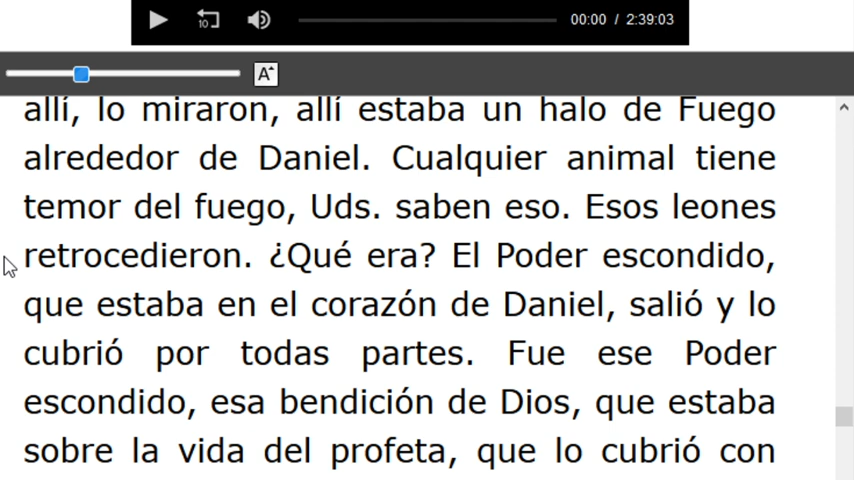 10
00:00 / 2:39:03
A
allí, lo miraron, allí estaba un halo de Fuego
alrededor de Daniel. Cualquier animal tiene
temor del fuego, Uds. saben eso. Esos leones
retrocedieron. ¿Qué era? El Poder escondido,
que estaba en el corazón de Daniel, salió y lo
cubrió por todas partes. Fue ese Poder
escondido, esa bendición de Dios, que estaba
sobre la vida del profeta, que lo cubrió con